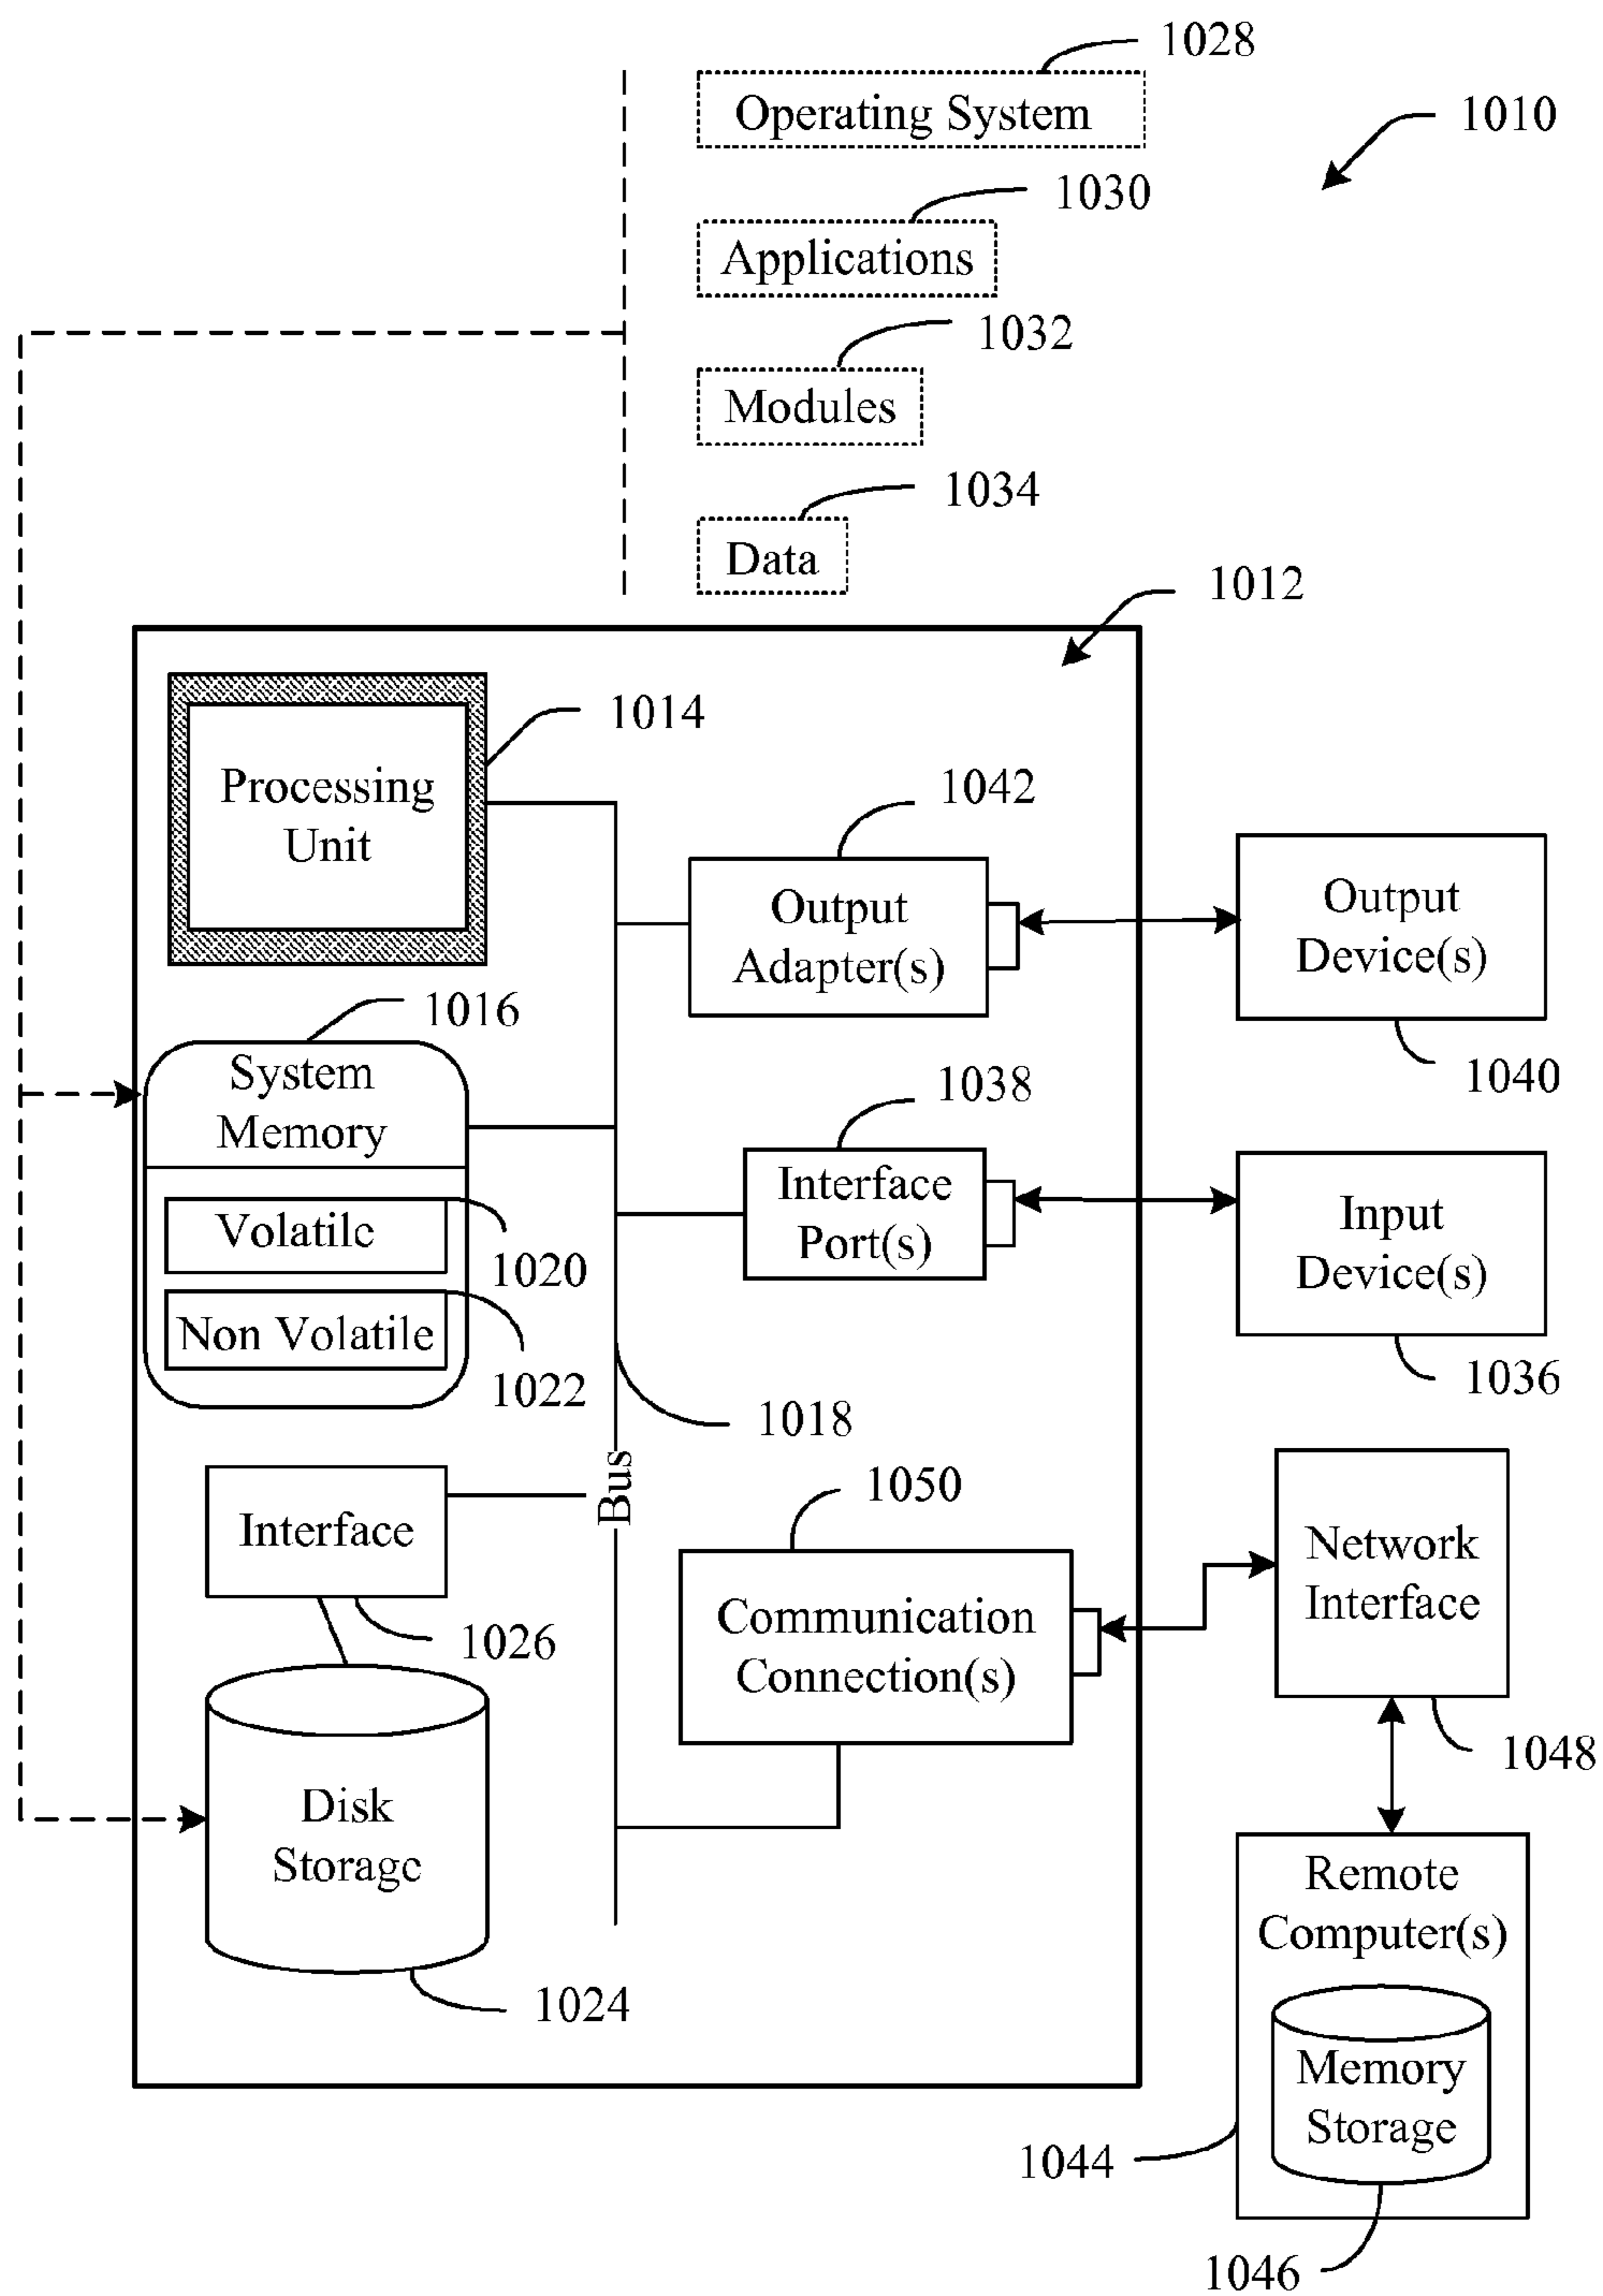 1028
Operating System
1010
1030
Applications
1032
Modules
1034
Data
1012
1014
Processing
Unit
1042
Output
Adapter(s)
Output
Device(s)
1040
1016
System
Memory
1038
Interface
Port(s)
Input
Device(s)
1036
Volatile
1020
Non Volatile
1022
1018
Bus
Interface
1026
1050
Communication
Connection(s)
Network
Interface
1048
Disk
Storage
1024
Remote
Computer(s)
Memory
Storage
1044
1046